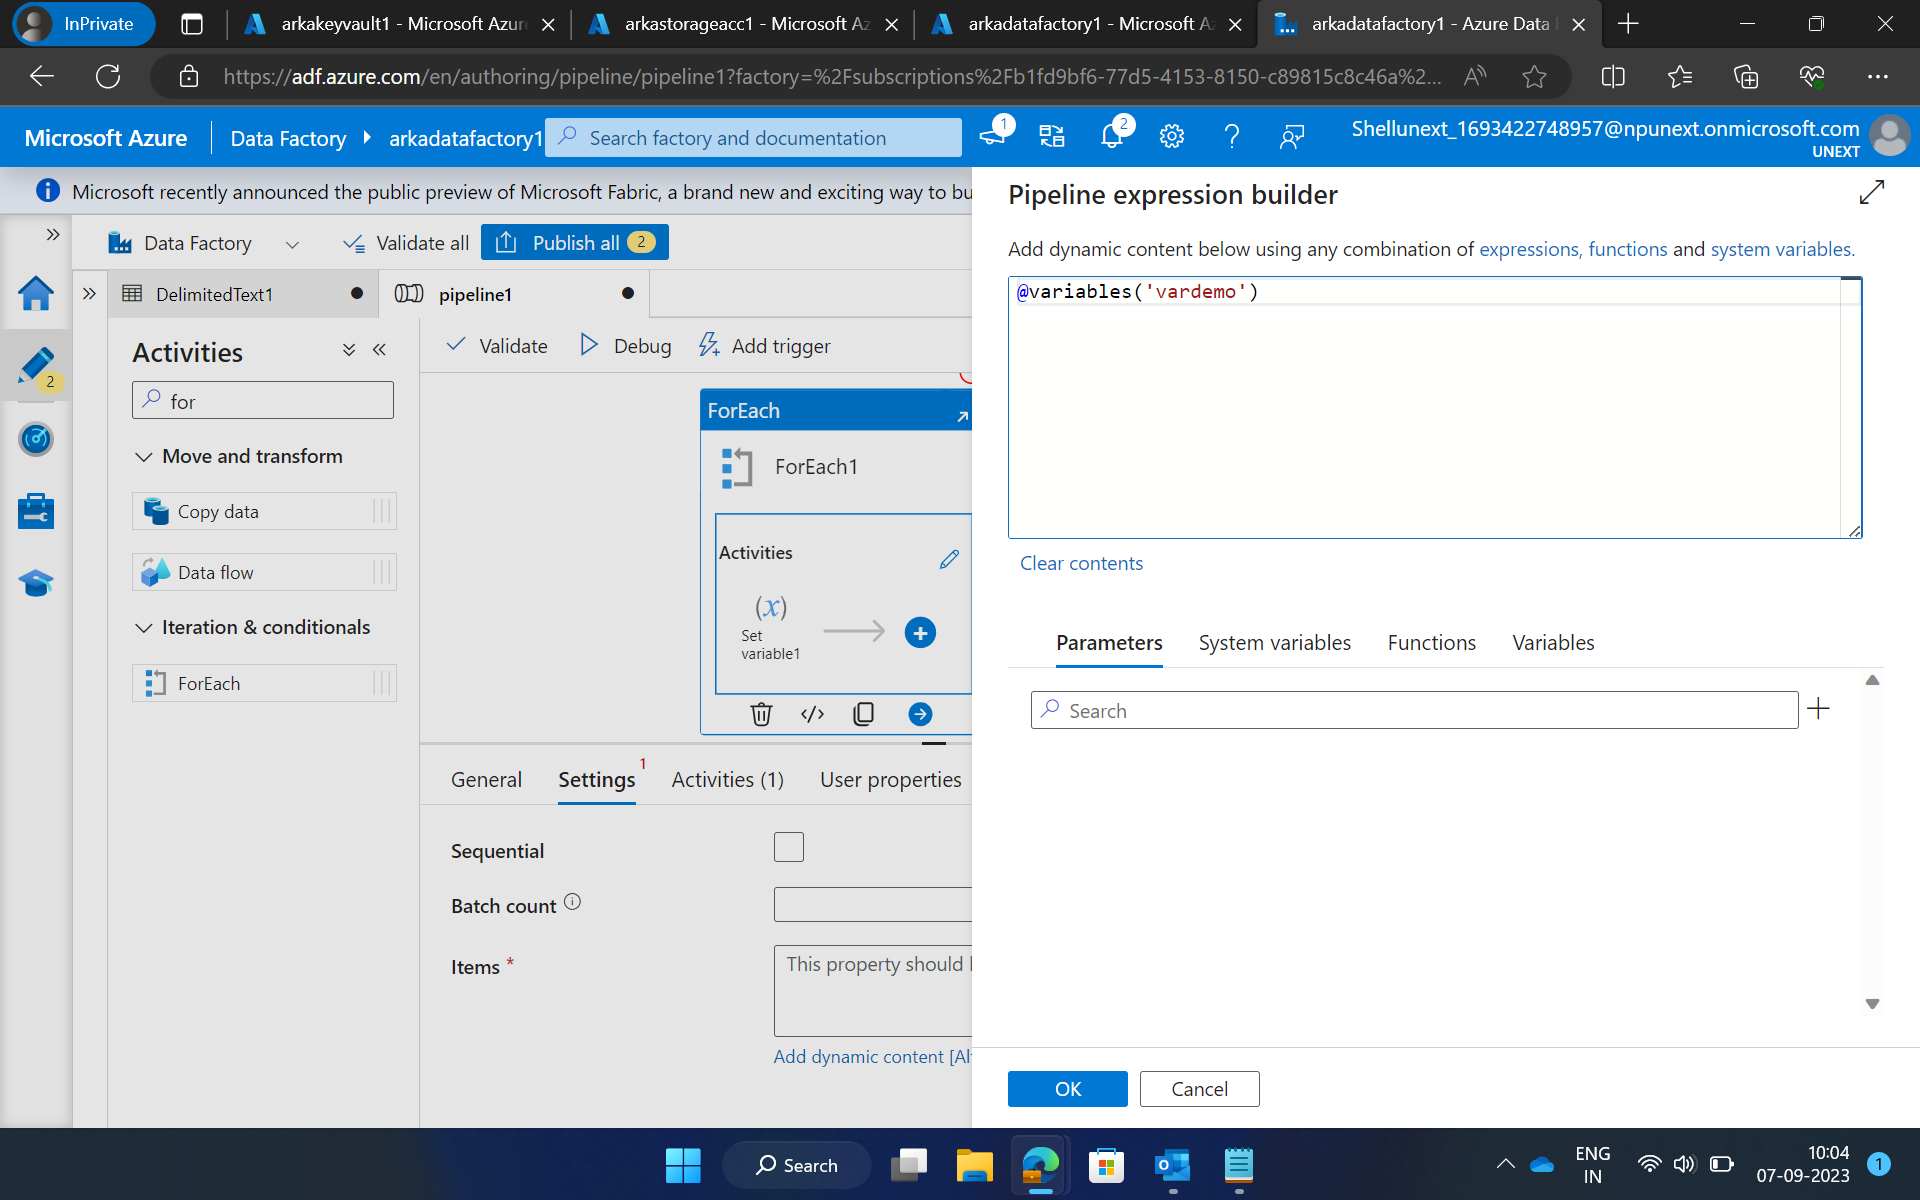 InPrivate
arkakeyvault1 - Microsoft Azur
arkastorageacc1 - Microsoft Az
arkadatafactory1 - Microsoft Az
arkadatafactory1 - Azure Data
https://adf.azure.com/en/authoring/pipeline/pipeline1?factory=%2Fsubscriptions%2Fb1fd9bf6-77d5-4153-8150-c89815c8c46a%2...
Microsoft Azure
Data Factory
arkadatafactory1
Search factory and documentation
1
2
Shellunext_1693422748957@npunext.onmicrosoft.com
UNEXT
Microsoft recently announced the public preview of Microsoft Fabric, a brand new and exciting way to bu
Data Factory
Validate all
Publish all 2
DelimitedText1
pipeline1
2
Activities
for
Move and transform
Copy data
Data flow
Iteration & conditionals
ForEach
Validate
Debug
Add trigger
ForEach
ForEach1
Activities
(x)
Set
variable1
General
Settings 1
Activities (1)
User properties
Sequential
Batch count
Items *
This property should
Add dynamic content [Al
Pipeline expression builder
Add dynamic content below using any combination of expressions, functions and system variables.
@variables('vardemo')
Clear contents
Parameters
System variables
Functions
Variables
Search
OK
Cancel
Search
ENG
IN
10:04
07-09-2023
1